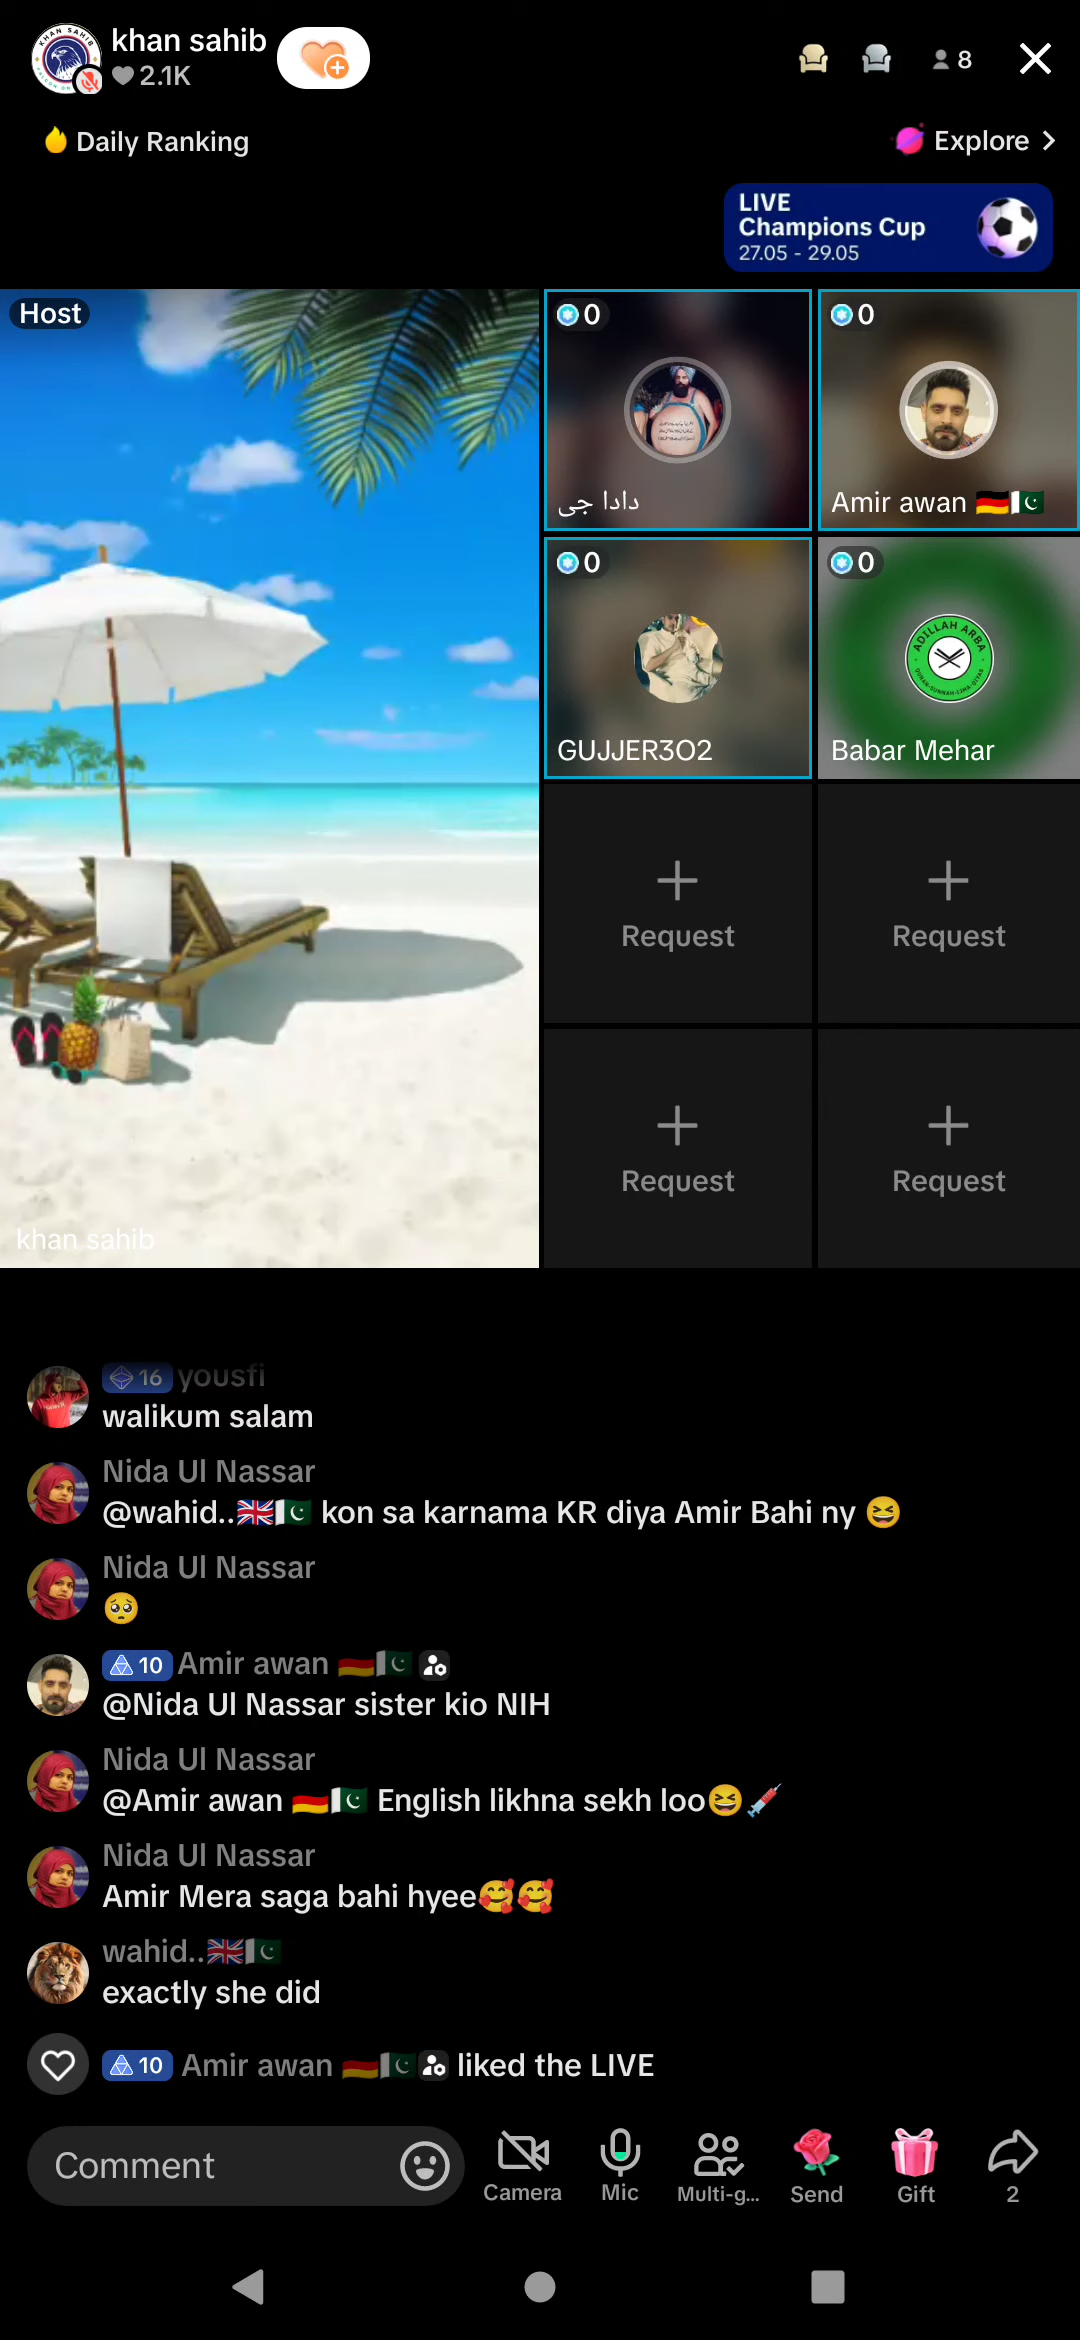 khan sahib
2.1K
8
Daily Ranking
Explore
LIVE
Champions Cup
27.05 - 29.05
Host
khan sahib
0
دادا جی
0
Amir awan 🇩🇪🇵🇰
0
GUJJER3O2
0
ADILLAH ARBA
Babar Mehar
Request
Request
Request
Request
16 yousfi
walikum salam
Nida Ul Nassar
@wahid..🇬🇧🇵🇰 kon sa karnama KR diya Amir Bahi ny 😆
Nida Ul Nassar
🥺
10 Amir awan 🇩🇪🇵🇰
@Nida Ul Nassar sister kio NIH
Nida Ul Nassar
@Amir awan 🇩🇪🇵🇰 English likhna sekh loo😆💉
Nida Ul Nassar
Amir Mera saga bahi hyee🥰🥰
wahid..🇬🇧🇵🇰
exactly she did
10 Amir awan 🇩🇪🇵🇰 liked the LIVE
Comment
Camera
Mic
Multi-g...
Send
Gift
2